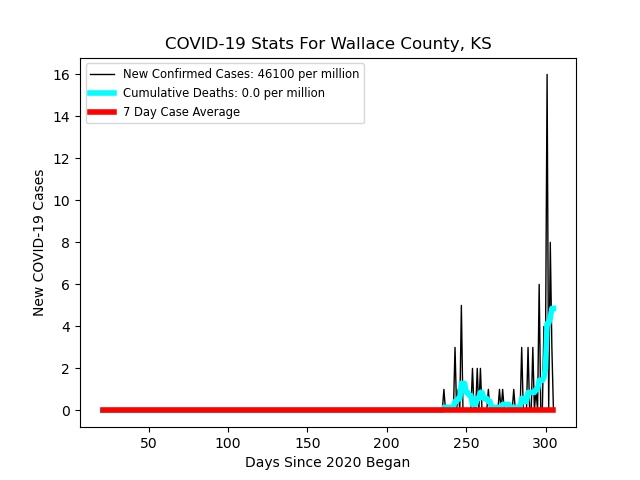 COVID-19 Stats For Wallace County, KS
New Confirmed Cases: 46100 per million
Cumulative Deaths: 0.0 per million
7 Day Case Average
16
14
12
10
8
6
4
2
0
New COVID-19 Cases
50 100 150 200 250 300
Days Since 2020 Began